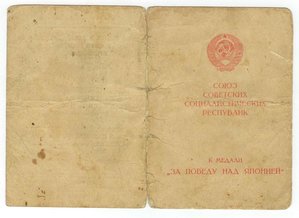 СОЮЗ
СОВЕТСКИХ
СОЦИАЛИСТИЧЕСКИХ
РЕСПУБЛИК
К МЕДАЛИ
"ЗА ПОБЕДУ НАД ЯПОНИЕЙ"